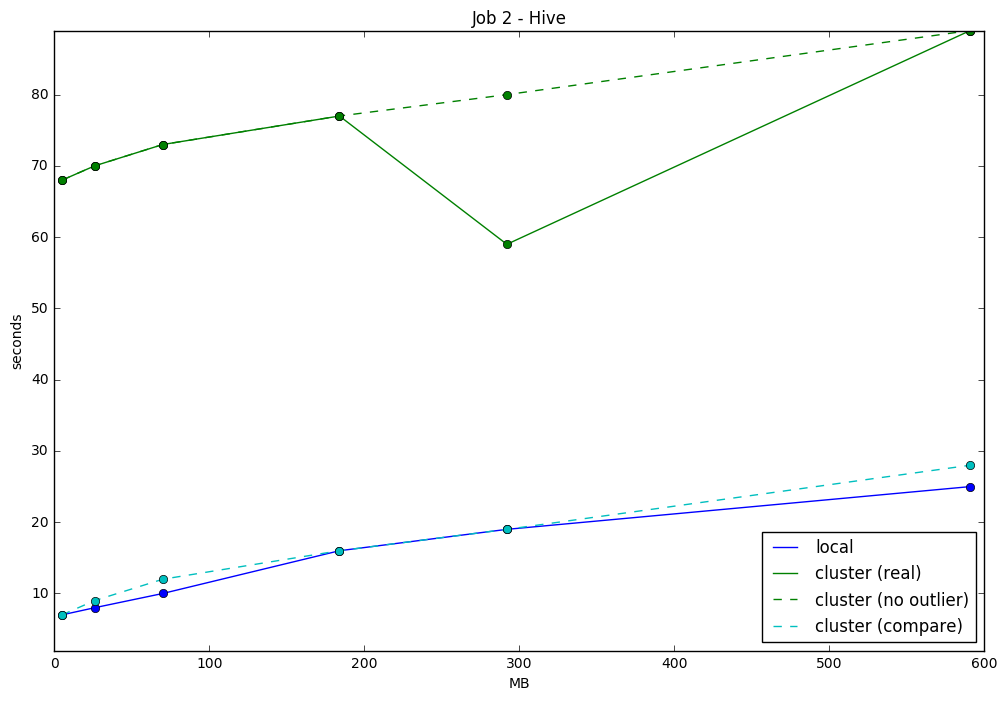 Job 2 - Hive
80
70
60
50
40
30
20
10
seconds
0 100 200 300 400 500 600
MB
local
cluster (real)
cluster (no outlier)
cluster (compare)